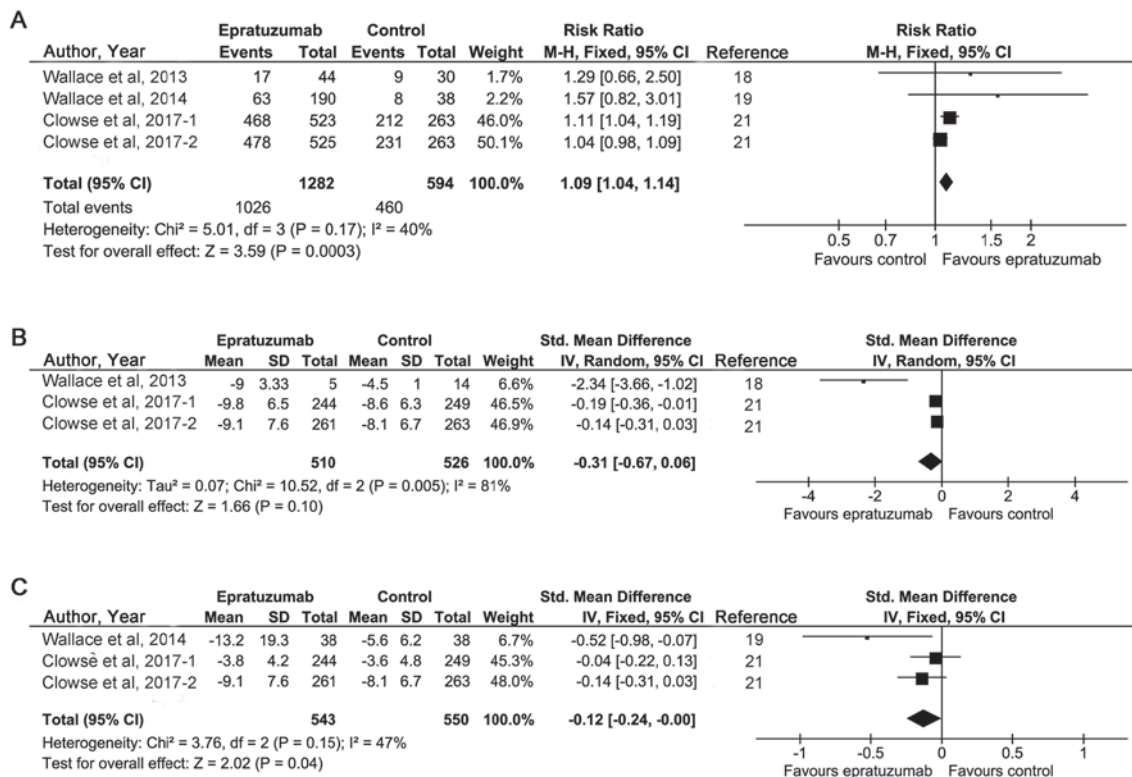 A
Epratuzumab Control Risk Ratio Risk Ratio
Author, Year Events Total Events Total Weight M-H, Fixed, 95% CI Reference M-H, Fixed, 95% CI
Wallace et al, 2013 17 44 9 30 1.7% 1.29 [0.66, 2.50] 18
Wallace et al, 2014 63 190 8 38 2.2% 1.57 [0.82, 3.01] 19
Clowse et al, 2017-1 468 523 212 263 46.0% 1.11 [1.04, 1.19] 21
Clowse et al, 2017-2 478 525 231 263 50.1% 1.04 [0.98, 1.09] 21
Total (95% CI) 1282 594 100.0% 1.09 [1.04, 1.14]
Total events 1026 460
Heterogeneity: Chi² = 5.01, df = 3 (P = 0.17); I² = 40%
Test for overall effect: Z = 3.59 (P = 0.0003)
0.5 0.7 1 1.5 2
Favours control Favours epratuzumab
B
Epratuzumab Control Std. Mean Difference Std. Mean Difference
Author, Year Mean SD Total Mean SD Total Weight IV, Random, 95% CI Reference IV, Random, 95% CI
Wallace et al, 2013 -9 3.33 5 -4.5 1 14 6.6% -2.34 [-3.66, -1.02] 18
Clowse et al, 2017-1 -9.8 6.5 244 -8.6 6.3 249 46.5% -0.19 [-0.36, -0.01] 21
Clowse et al, 2017-2 -9.1 7.6 261 -8.1 6.7 263 46.9% -0.14 [-0.31, 0.03] 21
Total (95% CI) 510 526 100.0% -0.31 [-0.67, 0.06]
Heterogeneity: Tau² = 0.07; Chi² = 10.52, df = 2 (P = 0.005); I² = 81%
Test for overall effect: Z = 1.66 (P = 0.10)
-4 -2 0 2 4
Favours epratuzumab Favours control
C
Epratuzumab Control Std. Mean Difference Std. Mean Difference
Author, Year Mean SD Total Mean SD Total Weight IV, Fixed, 95% CI Reference IV, Fixed, 95% CI
Wallace et al, 2014 -13.2 19.3 38 -5.6 6.2 38 6.7% -0.52 [-0.98, -0.07] 19
Clowse et al, 2017-1 -3.8 4.2 244 -3.6 4.8 249 45.3% -0.04 [-0.22, 0.13] 21
Clowse et al, 2017-2 -9.1 7.6 261 -8.1 6.7 263 48.0% -0.14 [-0.31, 0.03] 21
Total (95% CI) 543 550 100.0% -0.12 [-0.24, -0.00]
Heterogeneity: Chi² = 3.76, df = 2 (P = 0.15); I² = 47%
Test for overall effect: Z = 2.02 (P = 0.04)
-1 -0.5 0 0.5 1
Favours epratuzumab Favours control